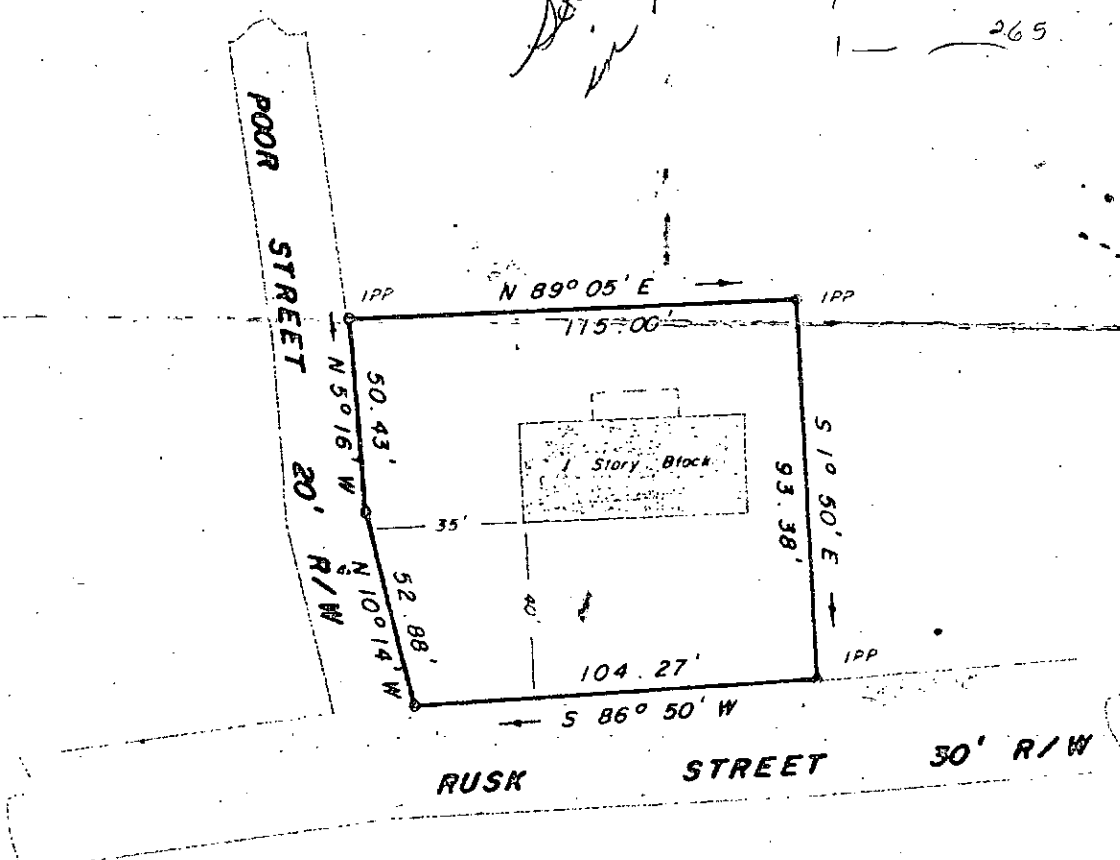 265
POOR STREET 20' R/W
IPP
N 89° 05' E
IPP
115.00'
N 5° 16' W
50.43'
1 Story Block
S 1° 50' E
93.38'
35'
N 10° 14' W
52.88'
40'
104.27'
IPP
S 86° 50' W
RUSK STREET 30' R/W